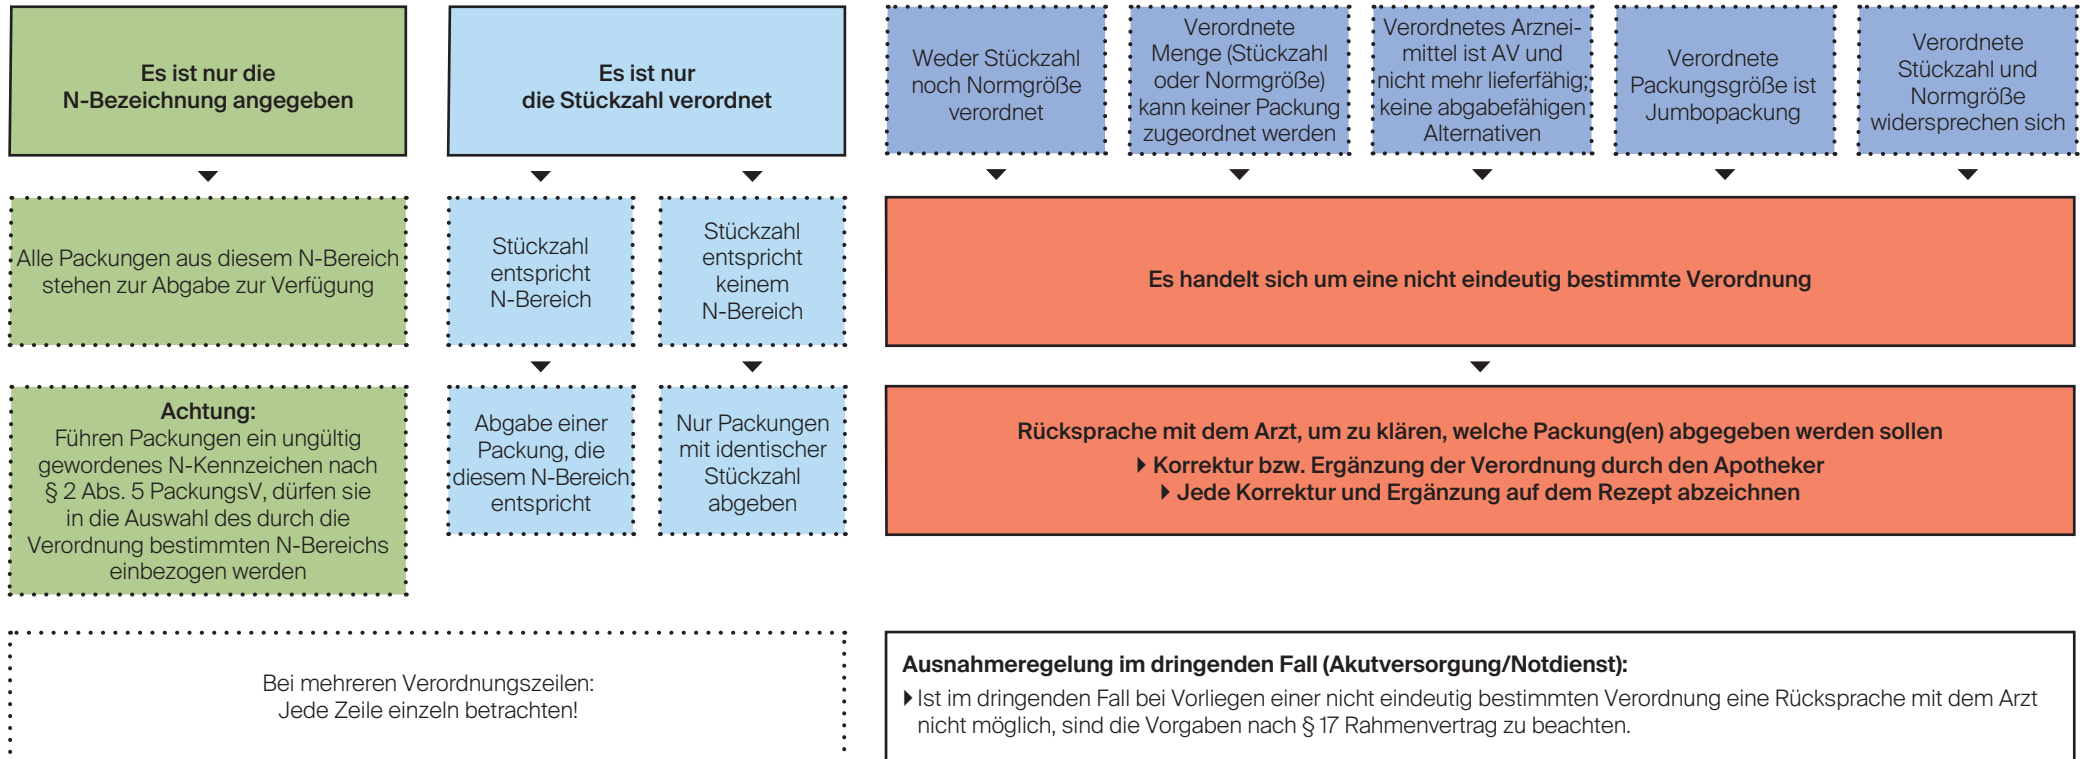 Es ist nur die
N-Bezeichnung angegeben
Alle Packungen aus diesem N-Bereich
stehen zur Abgabe zur Verfügung
Achtung:
Führen Packungen ein ungültig
gewordenes N-Kennzeichen nach
§ 2 Abs. 5 PackungsV, dürfen sie
in die Auswahl des durch die
Verordnung bestimmten N-Bereichs
einbezogen werden
Es ist nur
die Stückzahl verordnet
Stückzahl
entspricht
N-Bereich
Abgabe einer
Packung, die
diesem N-Bereich
entspricht
Stückzahl
entspricht
keinem
N-Bereich
Nur Packungen
mit identischer
Stückzahl
abgeben
Weder Stückzahl
noch Normgröße
verordnet
Verordnete
Menge (Stückzahl
oder Normgröße)
kann keiner Packung
zugeordnet werden
Verordnetes Arznei-
mittel ist AV und
nicht mehr lieferfähig;
keine abgabefähigen
Alternativen
Verordnete
Packungsgröße ist
Jumbopackung
Verordnete
Stückzahl und
Normgröße
widersprechen sich
Es handelt sich um eine nicht eindeutig bestimmte Verordnung
Rücksprache mit dem Arzt, um zu klären, welche Packung(en) abgegeben werden sollen
Korrektur bzw. Ergänzung der Verordnung durch den Apotheker
Jede Korrektur und Ergänzung auf dem Rezept abzeichnen
Bei mehreren Verordnungszeilen:
Jede Zeile einzeln betrachten!
Ausnahmeregelung im dringenden Fall (Akutversorgung/Notdienst):
Ist im dringenden Fall bei Vorliegen einer nicht eindeutig bestimmten Verordnung eine Rücksprache mit dem Arzt
nicht möglich, sind die Vorgaben nach § 17 Rahmenvertrag zu beachten.